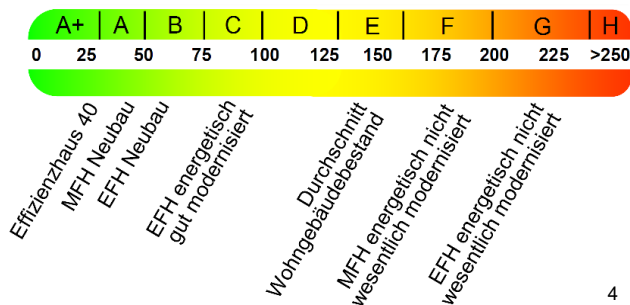 A+ A B C D E F G H
0 25 50 75 100 125 150 175 200 225 >250
Effizienzhaus 40
MFH Neubau
EFH Neubau
EFH energetisch
gut modernisiert
Durchschnitt
Wohngebäudebestand
MFH energetisch nicht
wesentlich modernisiert
EFH energetisch nicht
wesentlich modernisiert
4